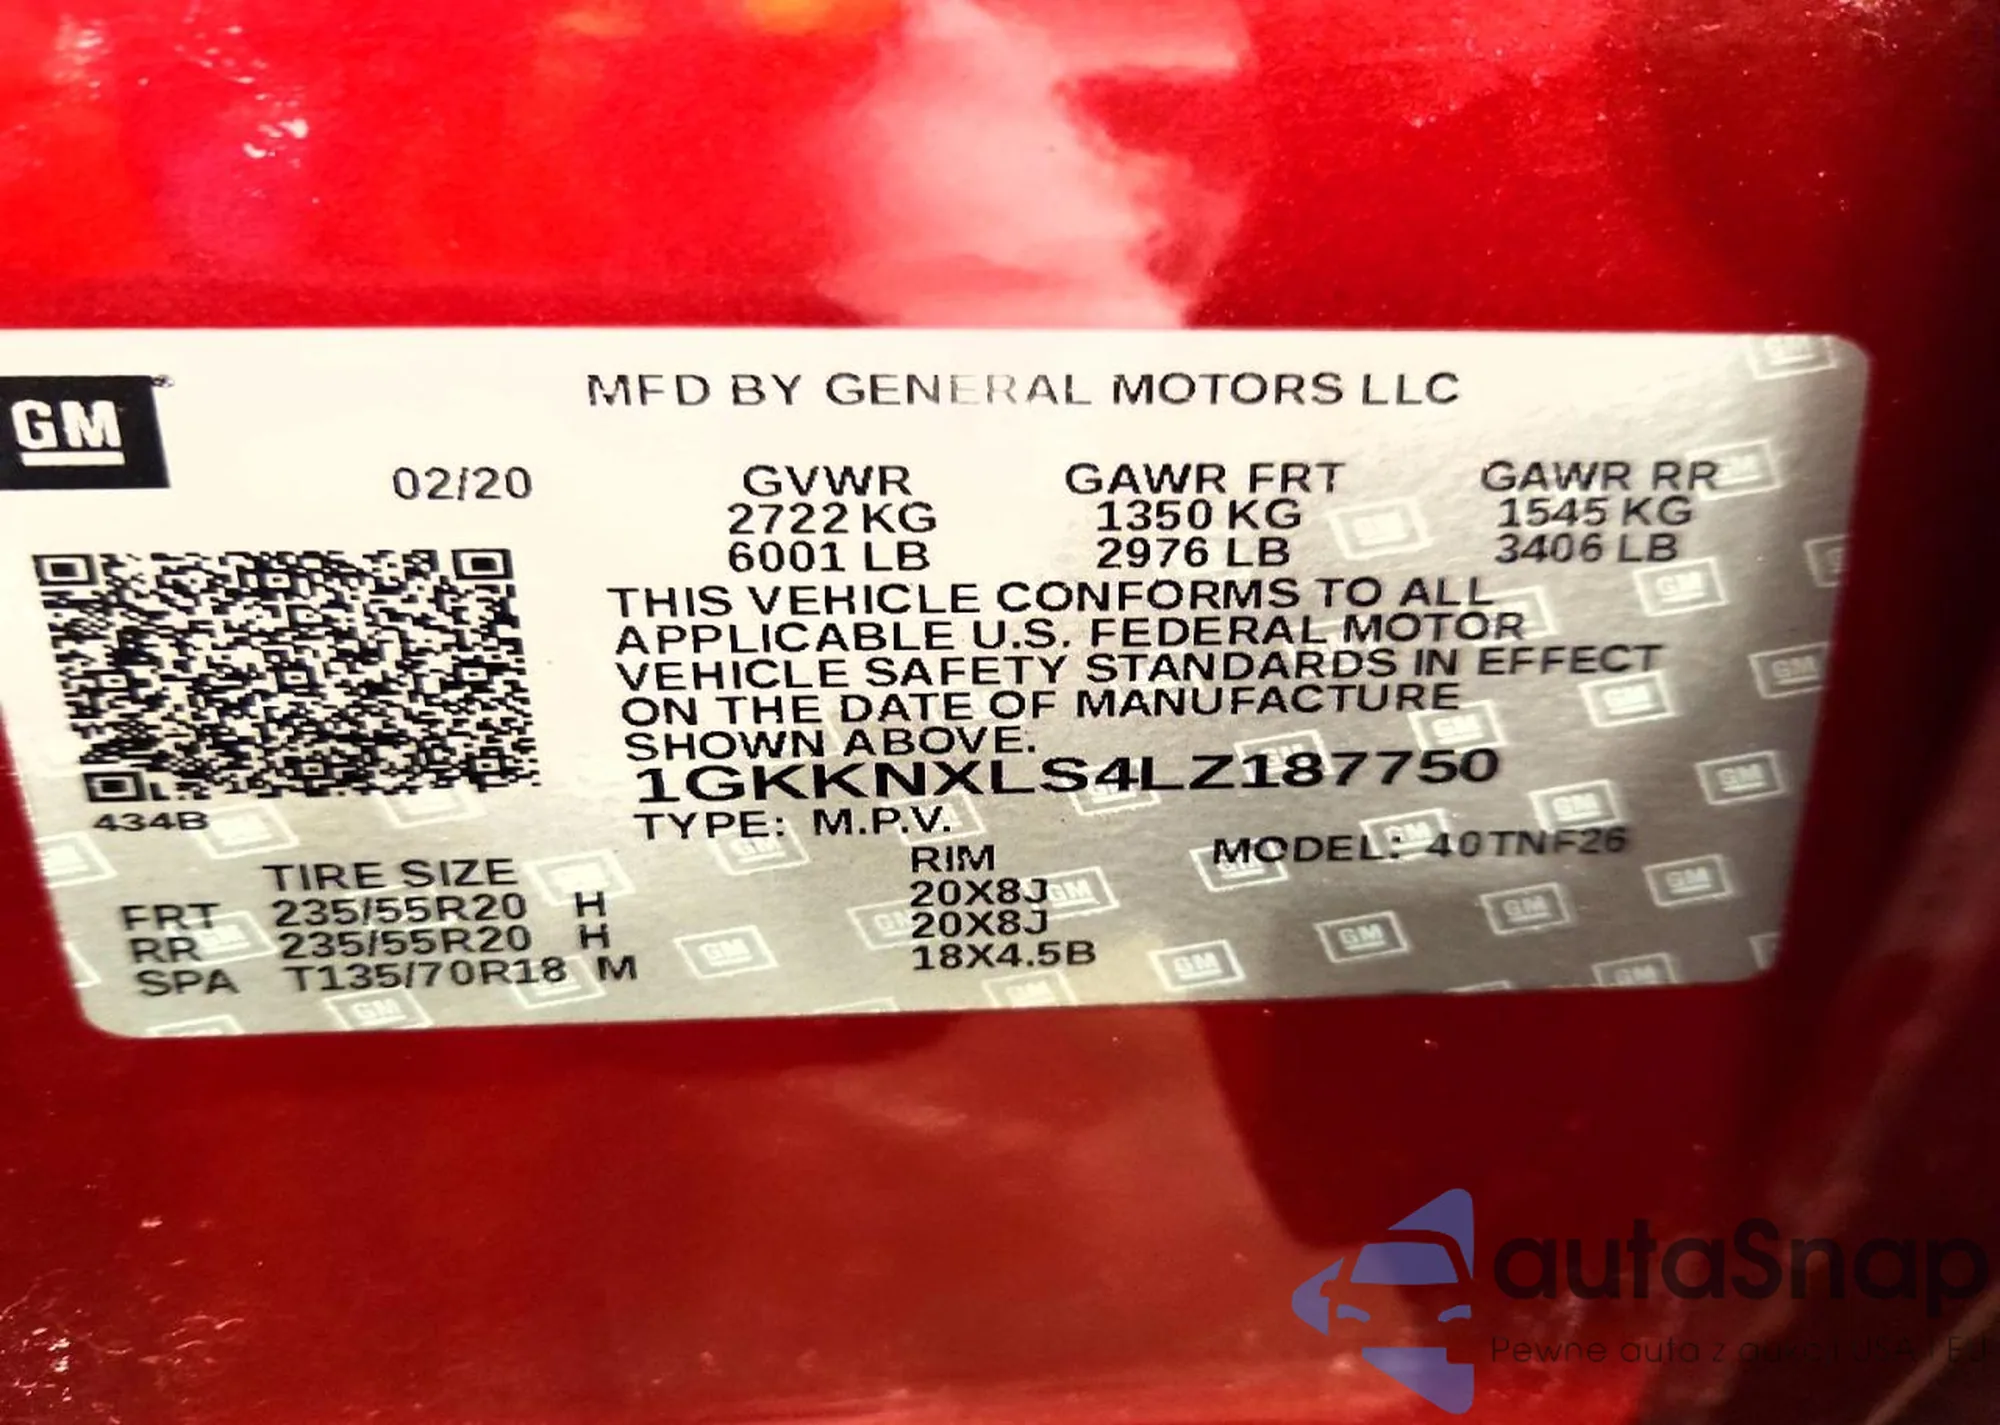 GM
MFD BY GENERAL MOTORS LLC
02/20
GVWR GAWR FRT GAWR RR
2722 KG 1350 KG 1545 KG
6001 LB 2976 LB 3406 LB
THIS VEHICLE CONFORMS TO ALL
APPLICABLE U.S. FEDERAL MOTOR
VEHICLE SAFETY STANDARDS IN EFFECT
ON THE DATE OF MANUFACTURE
SHOWN ABOVE.
1GKKNXLS4LZ187750
434B
TYPE: M.P.V.
MODEL: 40TNF26
TIRE SIZE RIM
FRT 235/55R20 H 20X8J
RR 235/55R20 H 20X8J
SPA T135/70R18 M 18X4.5B
autaSnap
Pewne auta z